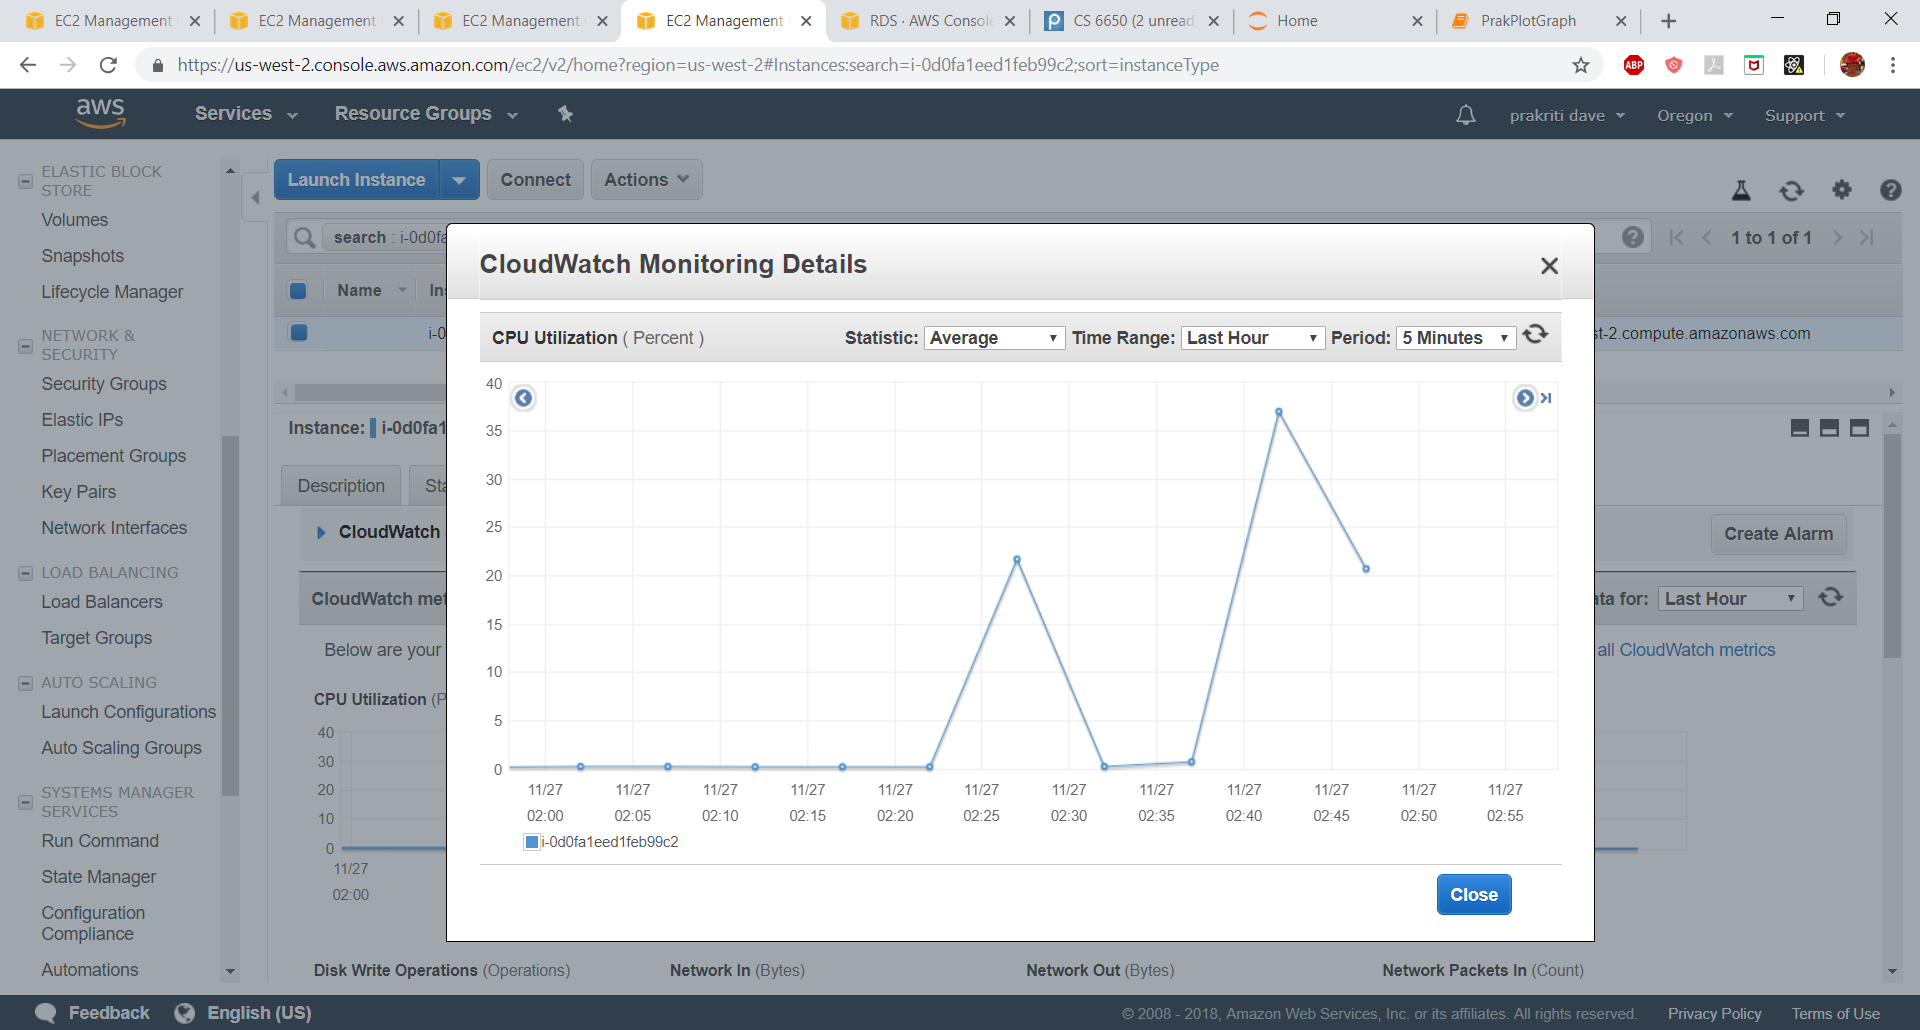 EC2 Management
EC2 Management
EC2 Management
EC2 Management
RDS · AWS Console
CS 6650 (2 unread
Home
PrakPlotGraph
https://us-west-2.console.aws.amazon.com/ec2/v2/home?region=us-west-2#Instances:search=i-0d0fa1eed1feb99c2;sort=instanceType
ABP
aws
Services
Resource Groups
prakriti dave
Oregon
Support
ELASTIC BLOCK
STORE
Volumes
Snapshots
Lifecycle Manager
NETWORK &
SECURITY
Security Groups
Elastic IPs
Placement Groups
Key Pairs
Network Interfaces
LOAD BALANCING
Load Balancers
Target Groups
AUTO SCALING
Launch Configurations
Auto Scaling Groups
SYSTEMS MANAGER
SERVICES
Run Command
State Manager
Configuration
Compliance
Automations
Launch Instance
Connect
Actions
search : i-0d0fa
1 to 1 of 1
Name
Ins
i-0
st-2.compute.amazonaws.com
Instance: i-0d0fa1
Description
Sta
CloudWatch
Create Alarm
CloudWatch met
ata for: Last Hour
Below are your
all CloudWatch metrics
CPU Utilization (P
40
30
20
10
0
11/27
02:00
CloudWatch Monitoring Details
CPU Utilization ( Percent )
Statistic: Average
Time Range: Last Hour
Period: 5 Minutes
40
35
30
25
20
15
10
5
0
11/27 11/27 11/27 11/27 11/27 11/27 11/27 11/27 11/27 11/27 11/27 11/27
02:00 02:05 02:10 02:15 02:20 02:25 02:30 02:35 02:40 02:45 02:50 02:55
i-0d0fa1eed1feb99c2
Close
Disk Write Operations (Operations)
Network In (Bytes)
Network Out (Bytes)
Network Packets In (Count)
Feedback
English (US)
© 2008 - 2018, Amazon Web Services, Inc. or its affiliates. All rights reserved.
Privacy Policy
Terms of Use